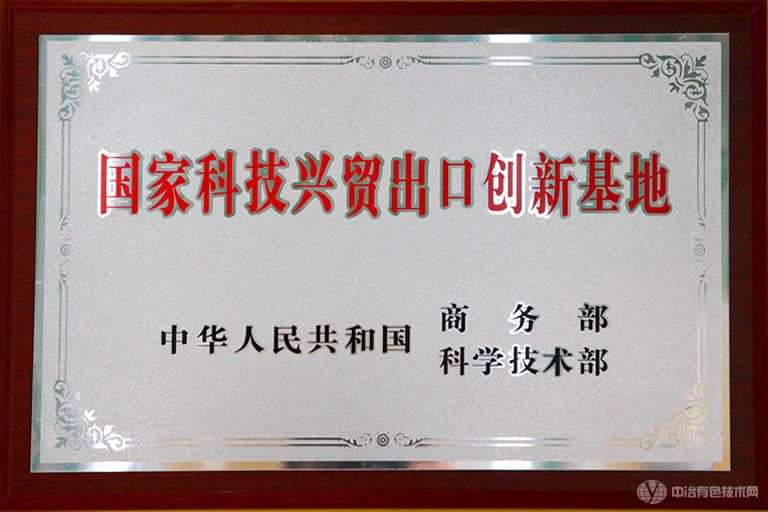 国家科技兴贸出口创新基地
中华人民共和国 商务部
科学技术部
中冶有色技术网